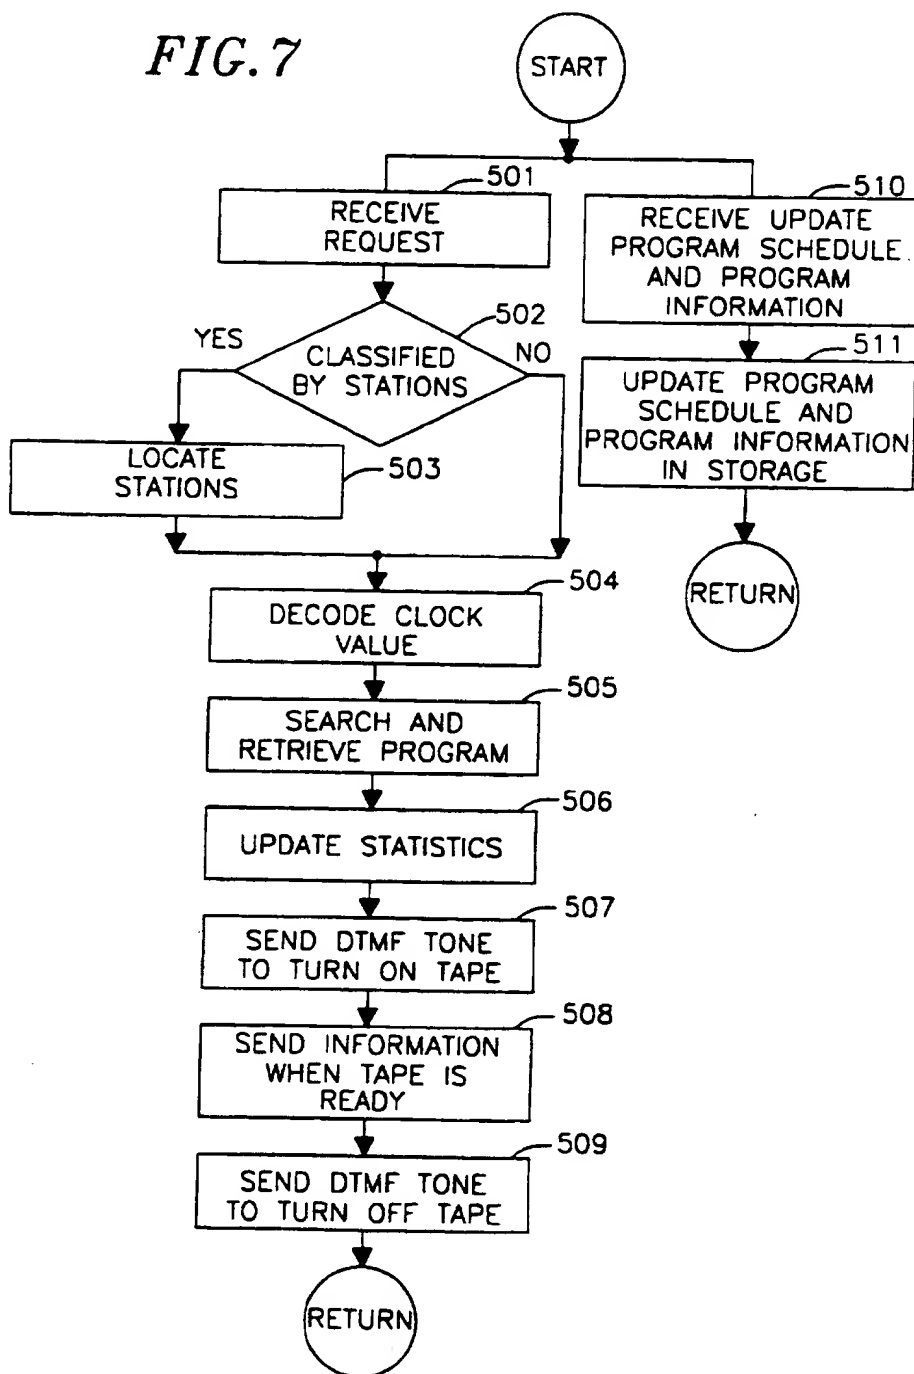 FIG. 7
START
501
RECEIVE
REQUEST
502
YES
CLASSIFIED
BY STATIONS
NO
LOCATE
STATIONS
503
504
DECODE CLOCK
VALUE
505
SEARCH AND
RETRIEVE PROGRAM
506
UPDATE STATISTICS
507
SEND DTMF TONE
TO TURN ON TAPE
508
SEND INFORMATION
WHEN TAPE IS
READY
509
SEND DTMF TONE
TO TURN OFF TAPE
RETURN
510
RECEIVE UPDATE
PROGRAM SCHEDULE
AND PROGRAM
INFORMATION
511
UPDATE PROGRAM
SCHEDULE AND
PROGRAM INFORMATION
IN STORAGE
RETURN